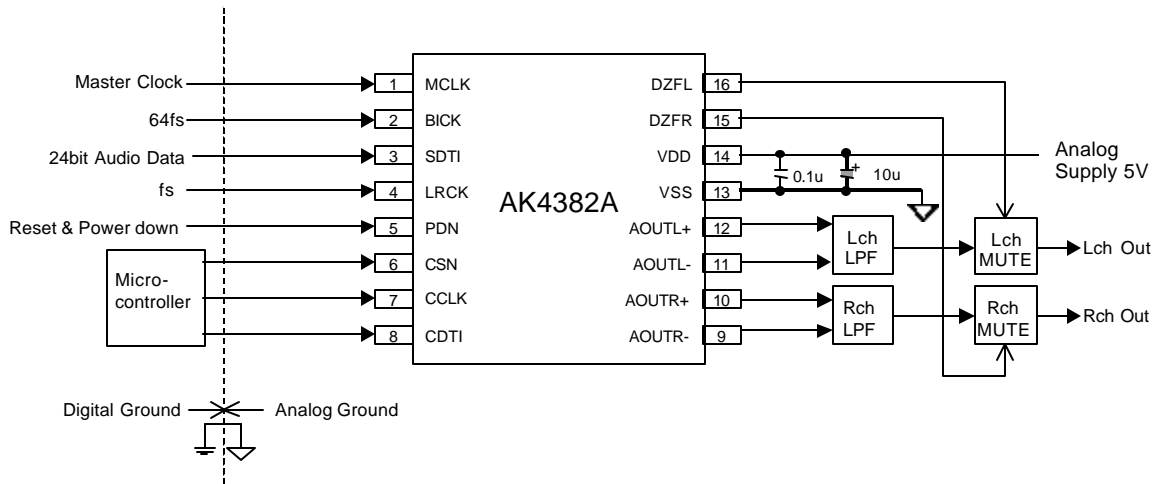 Master Clock
1
MCLK
DZFL
16
64fs
2
BICK
DZFR
15
24bit Audio Data
3
SDTI
VDD
14
0.1u
+
10u
Analog
Supply 5V
fs
4
LRCK
VSS
13
AK4382A
Reset & Power down
5
PDN
AOUTL+
12
Lch
LPF
Lch
MUTE
Lch Out
Micro-
controller
6
CSN
AOUTL-
11
7
CCLK
AOUTR+
10
Rch
LPF
Rch
MUTE
Rch Out
8
CDTI
AOUTR-
9
Digital Ground
Analog Ground